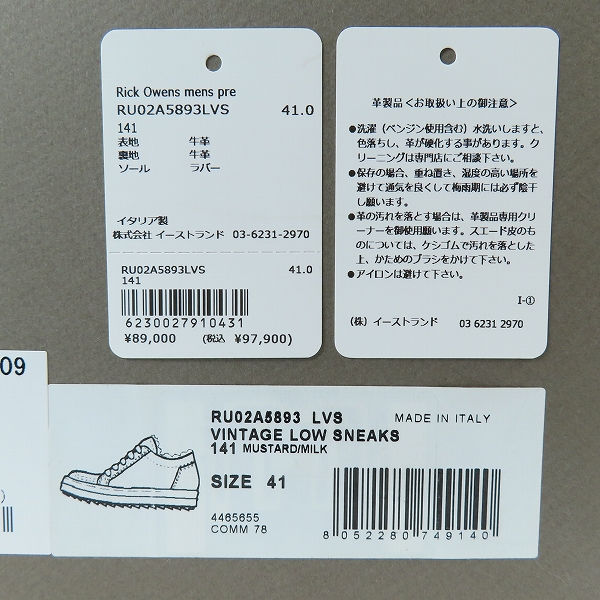 Rick Owens mens pre
RU02A5893LVS 41.0
141
表地 牛革
裏地 牛革
ソール ラバー
イタリア製
株式会社 イーストランド 03-6231-2970
RU02A5893LVS 41.0
141
6230027910431
¥89,000 (税込 ¥97,900)
革製品<お取扱い上の御注意>
●洗濯(ベンジン使用含む)水洗いしますと、
色落ちし、革が硬化する事があります。ク
リーニングは専門店にご相談下さい。
●保存の場合、重ね置き、湿度の高い場所を
避けて通気を良くして梅雨期には必ず陰干
し願います。
●革の汚れを落とす場合は、革製品専用クリ
ーナーを御使用願います。スエード皮のも
のについては、ケシゴムで汚れを落とした
上、かためのブラシをかけて下さい。
●アイロンは避けて下さい。
I-①
(株) イーストランド 03 6231 2970
09
RU02A5893 LVS MADE IN ITALY
VINTAGE LOW SNEAKS
141 MUSTARD/MILK
SIZE 41
4465655
COMM 78
8 052280 749140